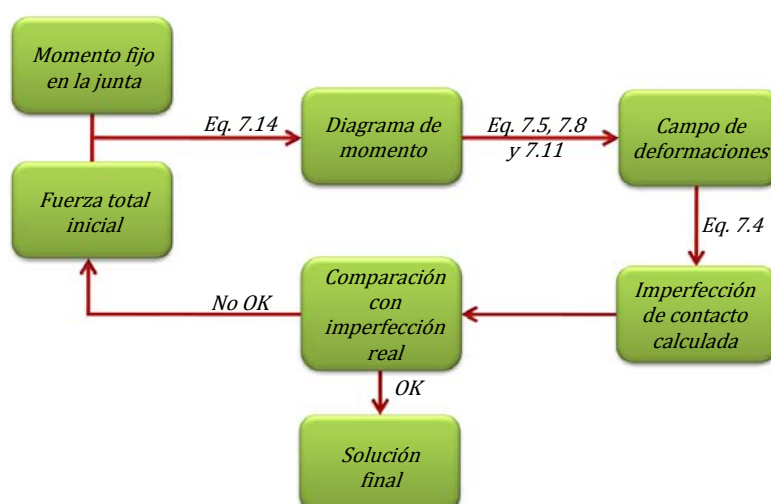 Momento fijo
en la junta
Eq. 7.14
Diagrama de
momento
Eq. 7.5, 7.8
y 7.11
Campo de
deformaciones
Fuerza total
inicial
Eq. 7.4
No OK
Comparación
con
imperfección
real
Imperfección
de contacto
calculada
OK
Solución
final